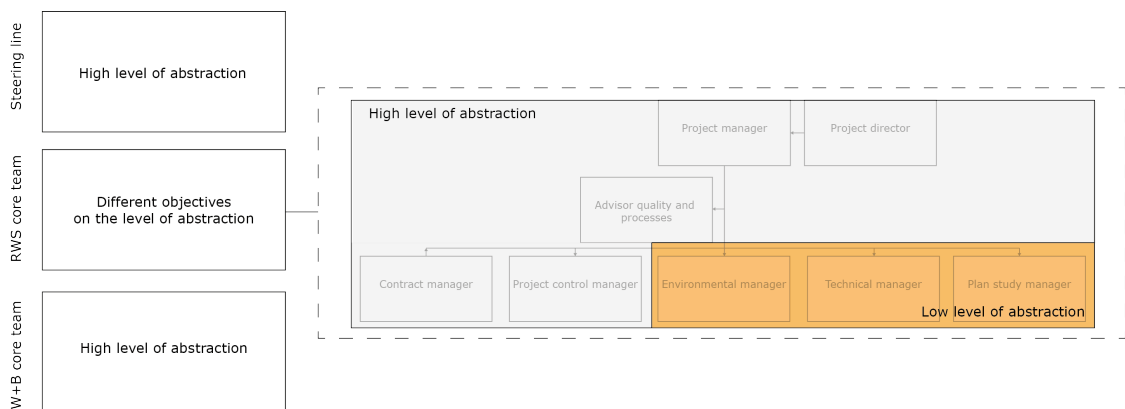 Steering line
High level of abstraction
RWS core team
Different objectives
on the level of abstraction
W+B core team
High level of abstraction
High level of abstraction
Project manager
Project director
Advisor quality and
processes
Contract manager
Project control manager
Environmental manager
Technical manager
Plan study manager
Low level of abstraction